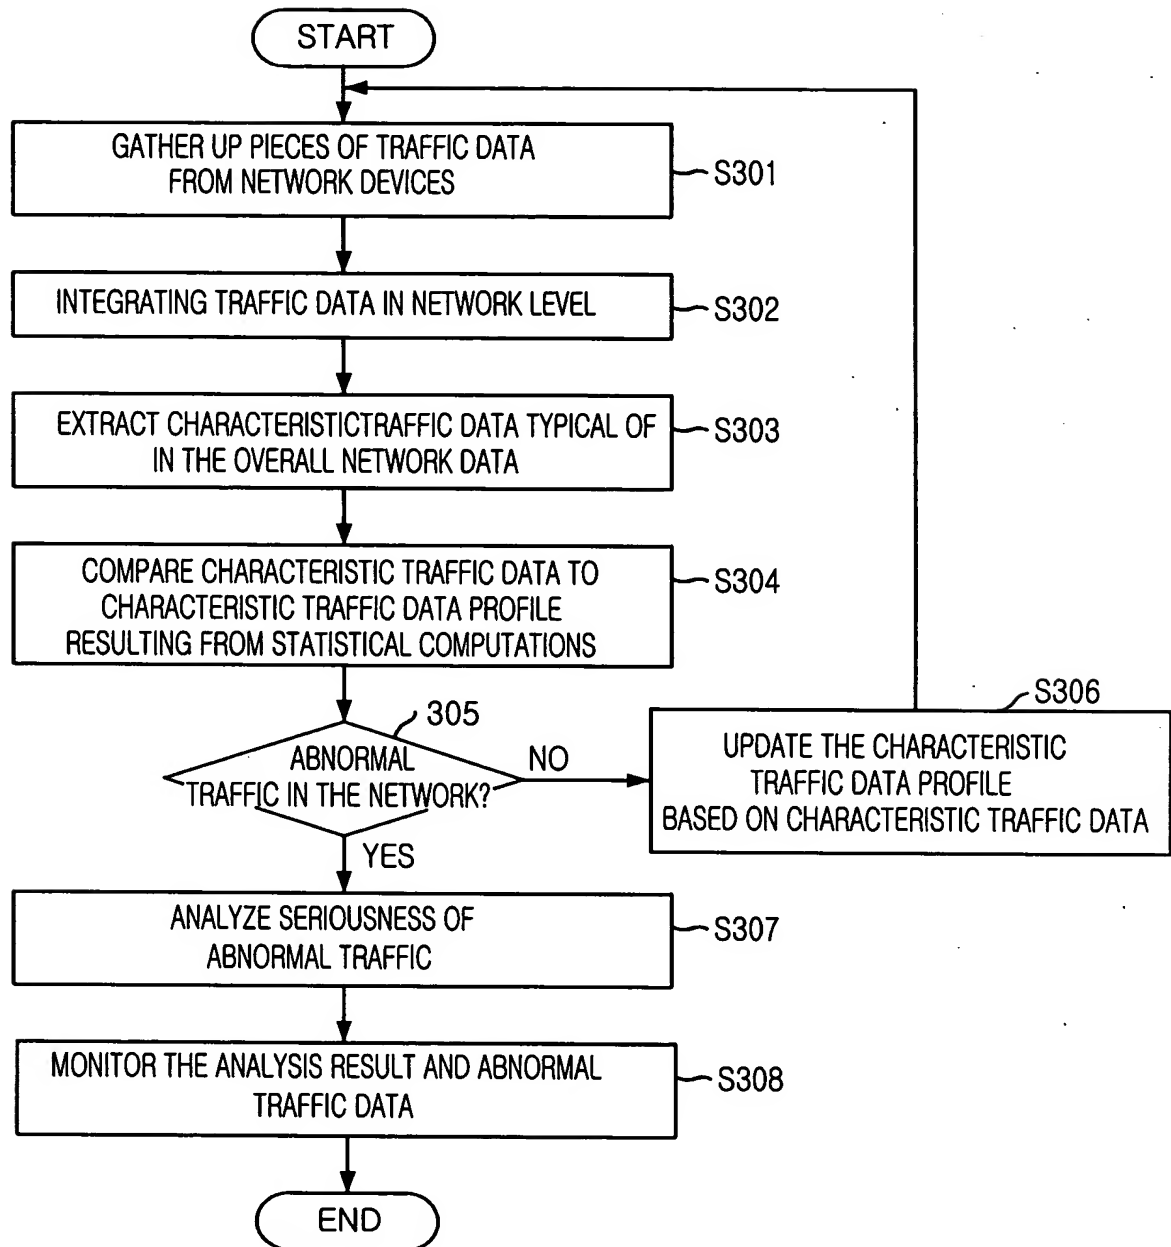 START
GATHER UP PIECES OF TRAFFIC DATA
FROM NETWORK DEVICES
S301
INTEGRATING TRAFFIC DATA IN NETWORK LEVEL
S302
EXTRACT CHARACTERISTICTRAFFIC DATA TYPICAL OF
IN THE OVERALL NETWORK DATA
S303
COMPARE CHARACTERISTIC TRAFFIC DATA TO
CHARACTERISTIC TRAFFIC DATA PROFILE
RESULTING FROM STATISTICAL COMPUTATIONS
S304
305
ABNORMAL
TRAFFIC IN THE NETWORK?
NO
S306
UPDATE THE CHARACTERISTIC
TRAFFIC DATA PROFILE
BASED ON CHARACTERISTIC TRAFFIC DATA
YES
ANALYZE SERIOUSNESS OF
ABNORMAL TRAFFIC
S307
MONITOR THE ANALYSIS RESULT AND ABNORMAL
TRAFFIC DATA
S308
END